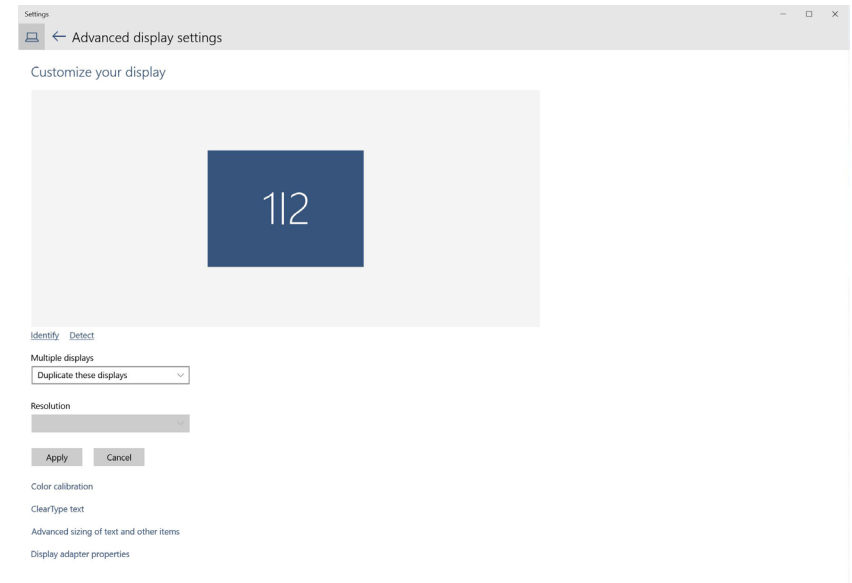 Settings
Advanced display settings
Customize your display
1|2
Identify Detect
Multiple displays
Duplicate these displays
Resolution
Apply Cancel
Color calibration
ClearType text
Advanced sizing of text and other items
Display adapter properties